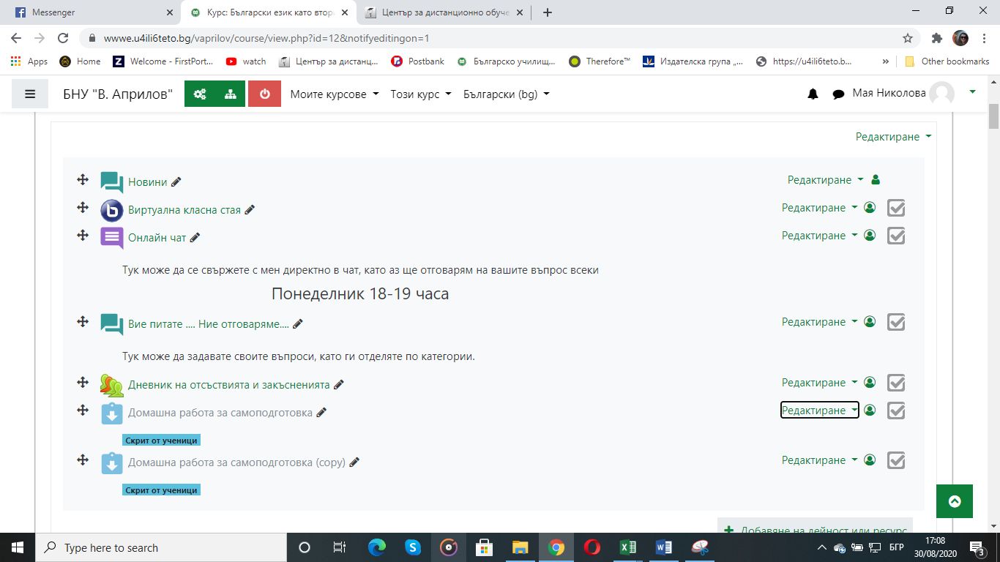 Messenger
Курс: Български език като втори
Център за дистанционно обуче
wwwe.u4ili6teto.bg/vaprilov/course/view.php?id=12&notifyeditingon=1
Apps Home Welcome - FirstPort... watch Център за дистанц... Postbank Българско училищ... Therefore™ Издателска група „... https://u4ili6teto.b... » Other bookmarks
БНУ "В. Априлов" Моите курсове Този курс Български (bg) Мая Николова
Редактиране
Новини Редактиране
Виртуална класна стая Редактиране
Онлайн чат Редактиране
Тук може да се свържете с мен директно в чат, като аз ще отговарям на вашите въпрос всеки
Понеделник 18-19 часа
Вие питате .... Ние отговаряме.... Редактиране
Тук може да задавате своите въпроси, като ги отделяте по категории.
Дневник на отсъствията и закъсненията Редактиране
Домашна работа за самоподготовка Редактиране
Скрит от ученици
Домашна работа за самоподготовка (copy) Редактиране
Скрит от ученици
Добавяне на дейност или ресурс
Type here to search
БГР
17:08
30/08/2020
3